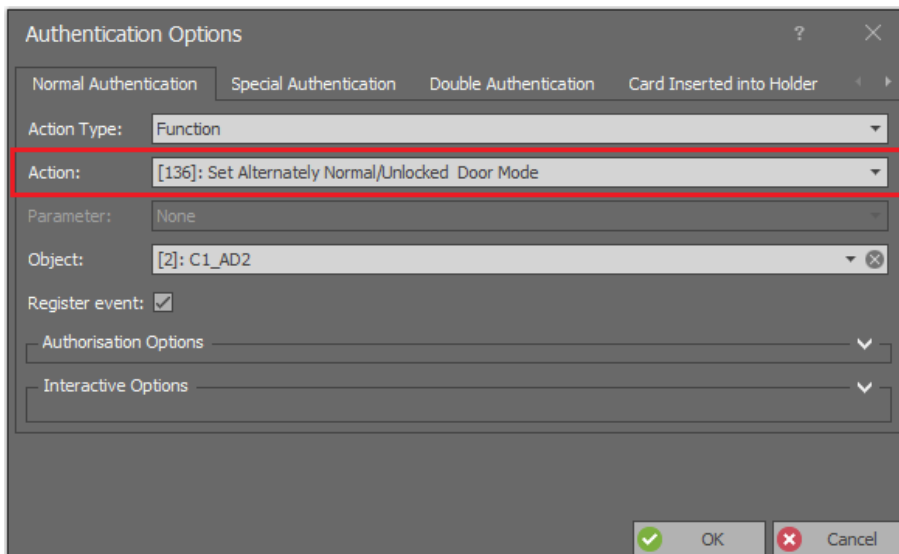 Authentication Options ?
Normal Authentication Special Authentication Double Authentication Card Inserted into Holder
Action Type: Function
Action: [136]: Set Alternately Normal/Unlocked Door Mode
Parameter: None
Object: [2]: C1_AD2
Register event:
Authorisation Options
Interactive Options
OK Cancel